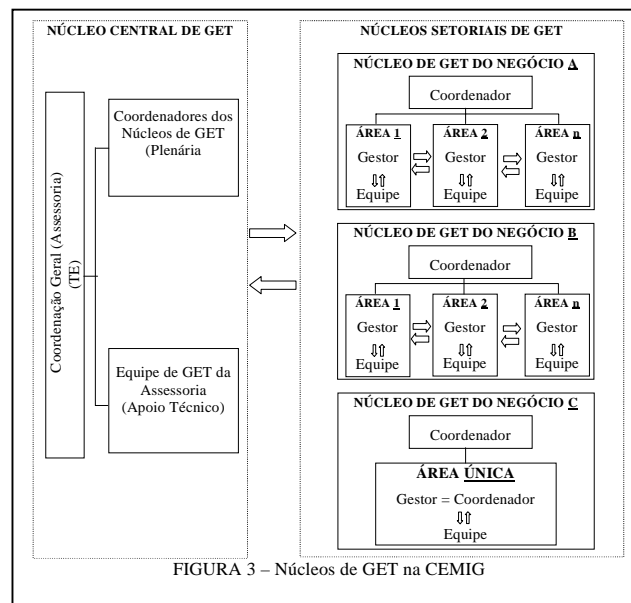 NÚCLEO CENTRAL DE GET
Coordenação Geral (Assessoria)
(TE)
Coordenadores dos
Núcleos de GET
(Plenária
Equipe de GET da
Assessoria
(Apoio Técnico)
NÚCLEOS SETORIAIS DE GET
NÚCLEO DE GET DO NEGÓCIO A
Coordenador
ÁREA 1
Gestor
Equipe
ÁREA 2
Gestor
Equipe
ÁREA n
Gestor
Equipe
NÚCLEO DE GET DO NEGÓCIO B
Coordenador
ÁREA 1
Gestor
Equipe
ÁREA 2
Gestor
Equipe
ÁREA n
Gestor
Equipe
NÚCLEO DE GET DO NEGÓCIO C
Coordenador
ÁREA ÚNICA
Gestor = Coordenador
Equipe
FIGURA 3 – Núcleos de GET na CEMIG